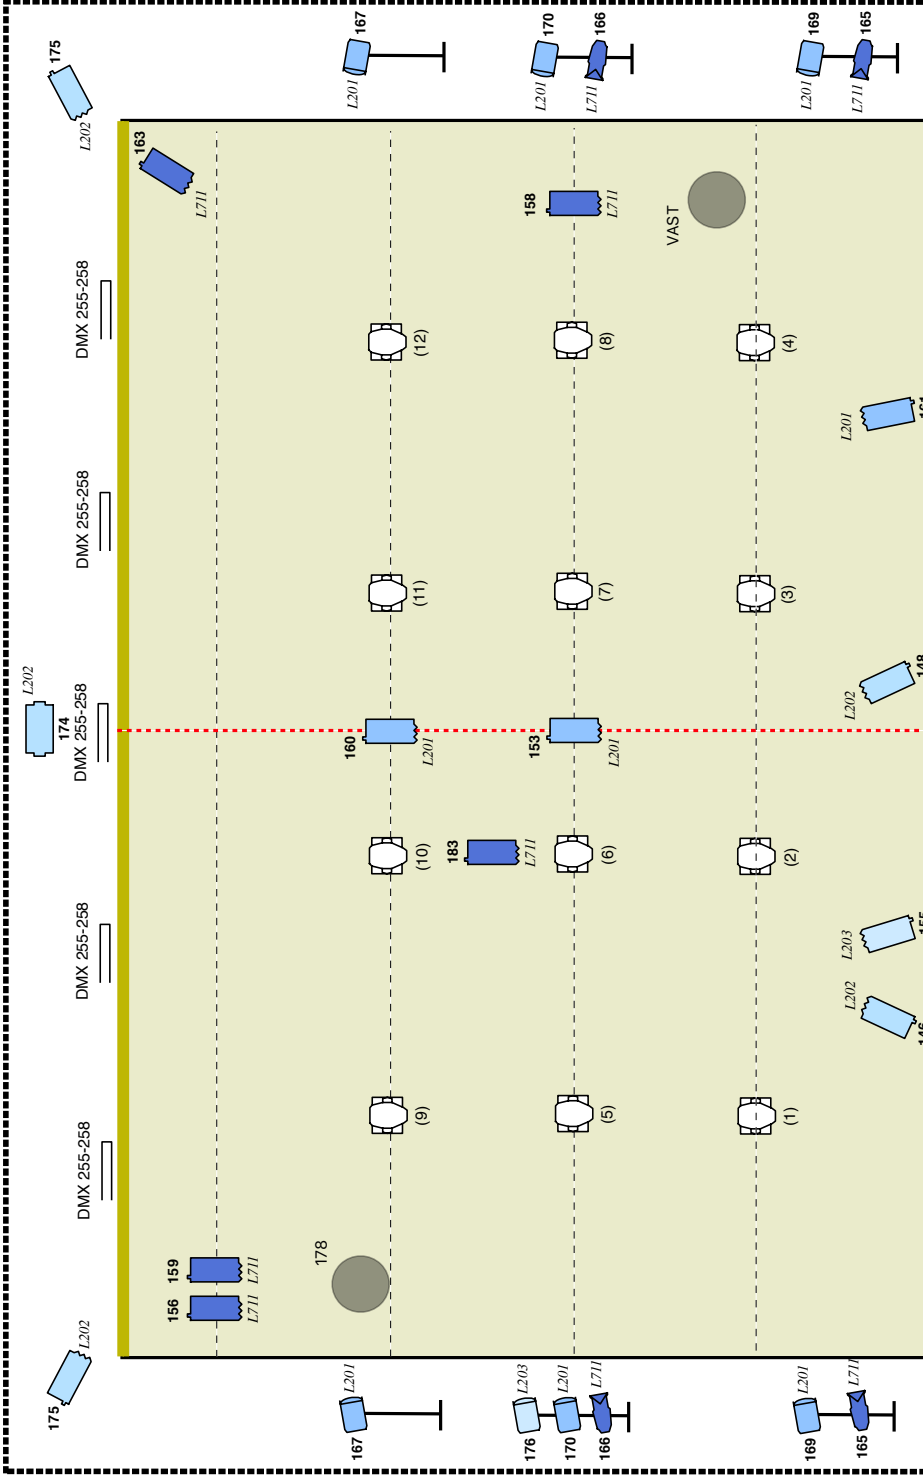 175
L202
167
L201
170
L201
166
L711
169
L201
165
L711
163
L711
158
L711
VAST
DMX 255-258
(12)
(8)
(4)
L201
DMX 255-258
(11)
(7)
(3)
L202
174
DMX 255-258
160
L201
153
L201
L202
148
183
L711
(10)
(6)
(2)
DMX 255-258
L203
L202
(9)
(5)
(1)
DMX 255-258
159
L711
156
L711
178
175
L202
167
L201
176
L203
170
L201
166
L711
169
L201
165
L711